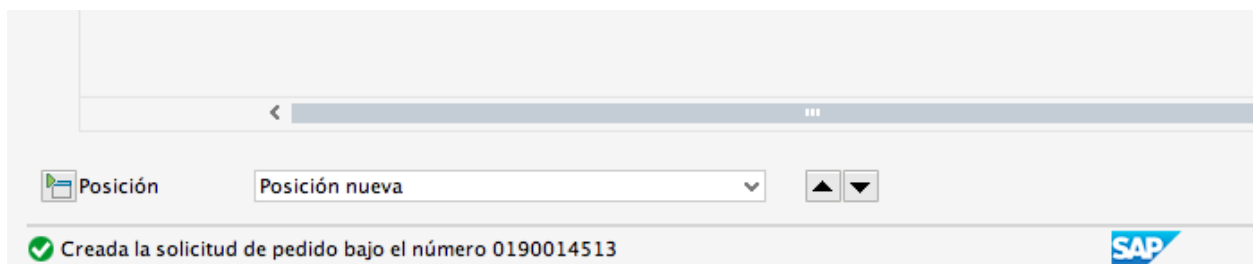 Posición
Posición nueva
Creada la solicitud de pedido bajo el número 0190014513
SAP